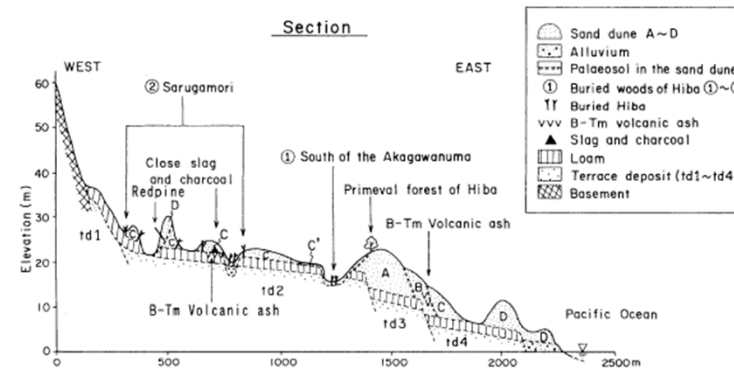 Section
WEST
EAST
② Sarugamori
Close slag
and charcoal
Redpine
① South of the Akagawanuma
Primeval forest of Hiba
B-Tm Volcanic ash
B-Tm Volcanic ash
Pacific Ocean
Elevation (m)
60
50
40
30
20
10
0
td1
td2
td3
td4
C
D
C
C
C
C'
A
B
C
D
D
0
500
1000
1500
2000
2500m
Sand dune A~D
Alluvium
Palaeosol in the sand dune
① Buried woods of Hiba ①~
Buried Hiba
B-Tm volcanic ash
Slag and charcoal
Loam
Terrace deposit (td1~td4
Basement